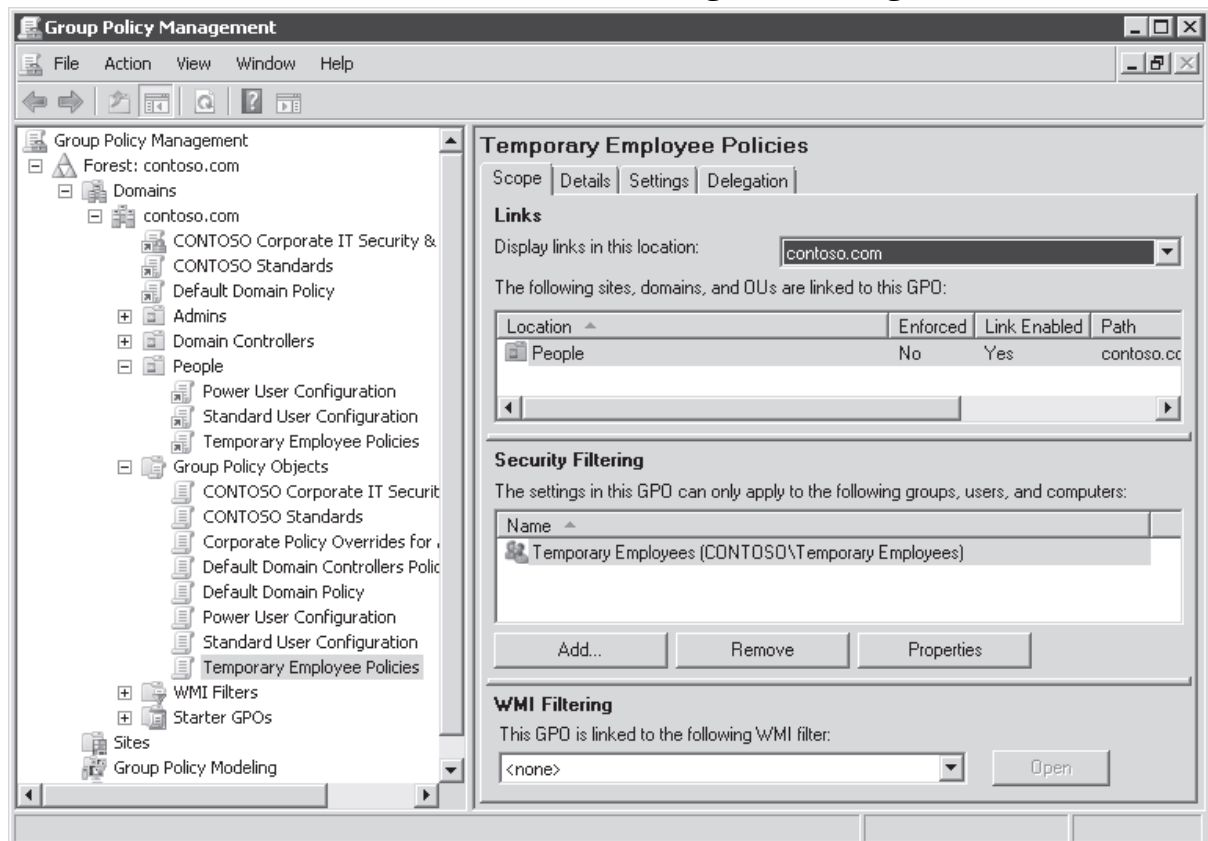 Group Policy Management
File Action View Window Help
Group Policy Management
Forest: contoso.com
Domains
contoso.com
CONTOSO Corporate IT Security &
CONTOSO Standards
Default Domain Policy
Admins
Domain Controllers
People
Power User Configuration
Standard User Configuration
Temporary Employee Policies
Group Policy Objects
CONTOSO Corporate IT Securit
CONTOSO Standards
Corporate Policy Overrides for
Default Domain Controllers Polic
Default Domain Policy
Power User Configuration
Standard User Configuration
Temporary Employee Policies
WMI Filters
Starter GPOs
Sites
Group Policy Modeling
Temporary Employee Policies
Scope Details Settings Delegation
Links
Display links in this location: contoso.com
The following sites, domains, and OUs are linked to this GPO:
Location Enforced Link Enabled Path
People No Yes contoso.cc
Security Filtering
The settings in this GPO can only apply to the following groups, users, and computers:
Name
Temporary Employees (CONTOSO\Temporary Employees)
Add... Remove Properties
WMI Filtering
This GPO is linked to the following WMI filter:
<none> Open